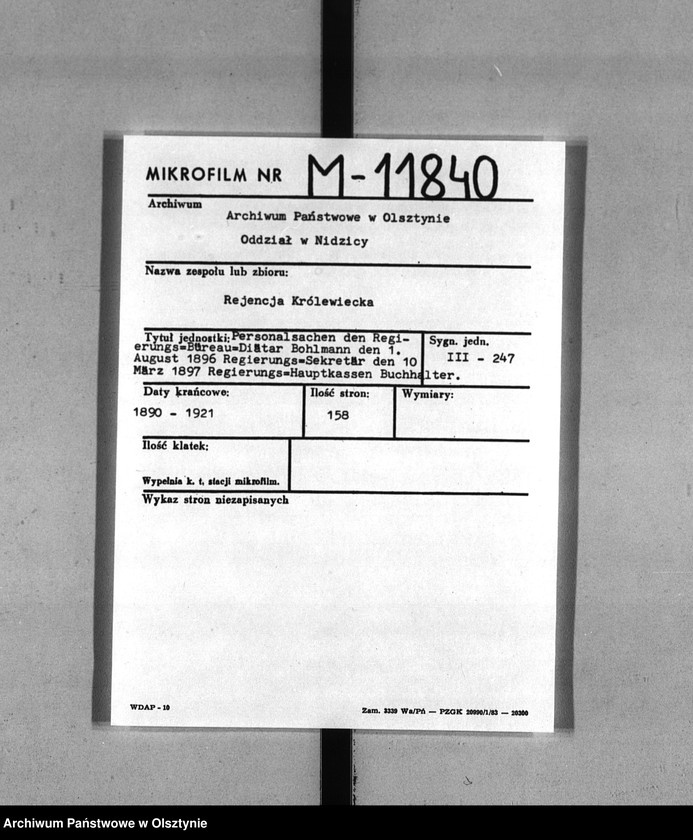 MIKROFILM NR M-11840
Archiwum
Archiwum Państwowe w Olsztynie
Oddział w Nidzicy
Nazwa zespołu lub zbioru:
Rejencja Królewiecka
Tytuł jednostki: Personalsachen den Regi-
erungs=Büreau=Diätar Bohlmann den 1.
August 1896 Regierungs=Sekretär den 10
März 1897 Regierungs=Hauptkassen Buchhalter.
Sygn. jedn.
III - 247
Daty krańcowe:
1890 - 1921
Ilość stron:
158
Wymiary:
Ilość klatek:
Wypełnia k. t. stacji mikrofilm.
Wykaz stron niezapisanych
WDAP - 10
Zam. 3339 Wa/Pń — PZGK 20990/1/83 — 20300
Archiwum Państwowe w Olsztynie